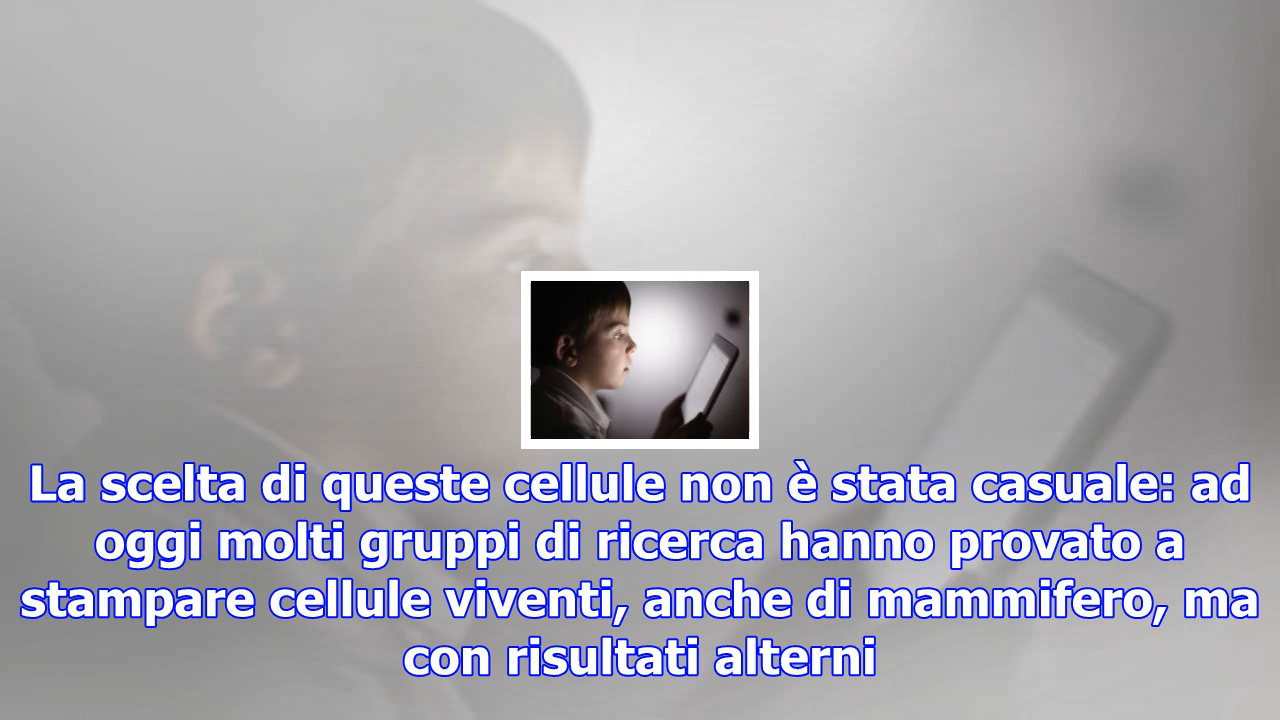 La scelta di queste cellule non è stata casuale: ad
oggi molti gruppi di ricerca hanno provato a
stampare cellule viventi, anche di mammifero, ma
con risultati alterni